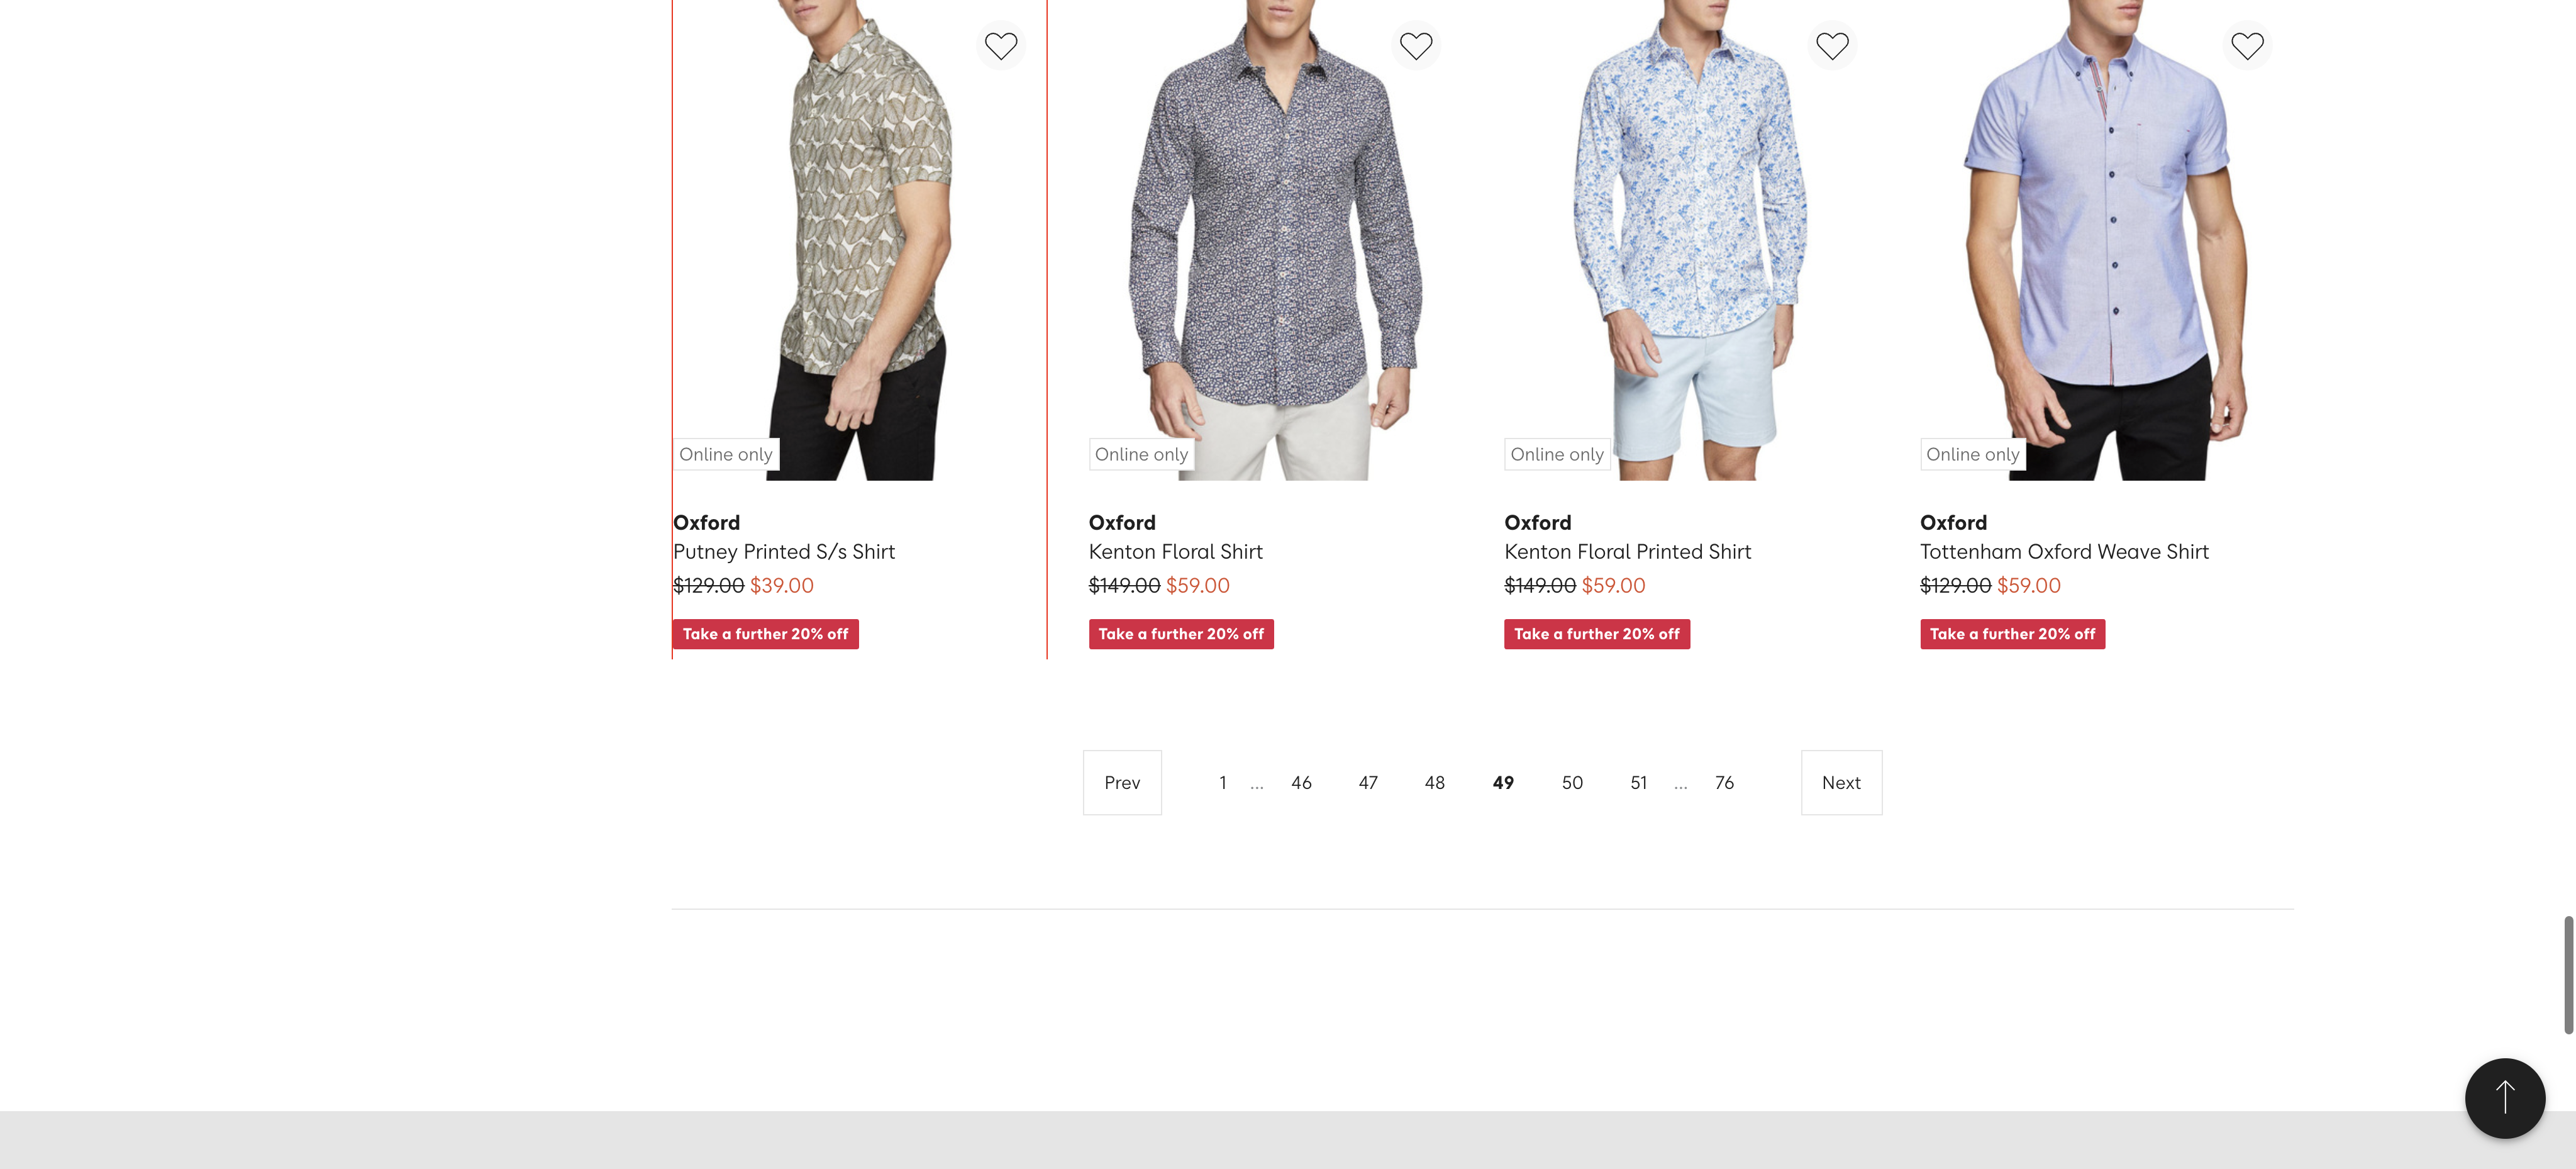 Online only
Online only
Online only
Online only
Oxford
Putney Printed S/s Shirt
$129.00 $39.00
Take a further 20% off
Oxford
Kenton Floral Shirt
$149.00 $59.00
Take a further 20% off
Oxford
Kenton Floral Printed Shirt
$149.00 $59.00
Take a further 20% off
Oxford
Tottenham Oxford Weave Shirt
$129.00 $59.00
Take a further 20% off
Prev 1 ... 46 47 48 49 50 51 ... 76 Next